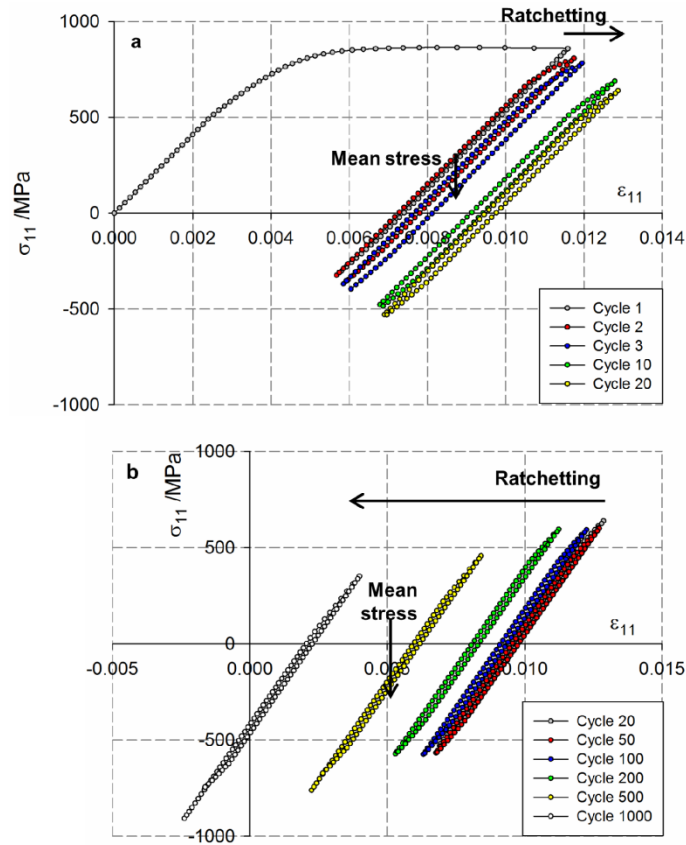 a
Ratchetting
1000
500
Mean stress
0
ε11
0.000 0.002 0.004 0.006 0.008 0.010 0.012 0.014
σ11 /MPa
-500
-1000
Cycle 1
Cycle 2
Cycle 3
Cycle 10
Cycle 20
b
1000
σ11 /MPa
Ratchetting
500
Mean
stress
ε11
0
-0.005 0.000 0.005 0.010 0.015
-500
-1000
Cycle 20
Cycle 50
Cycle 100
Cycle 200
Cycle 500
Cycle 1000